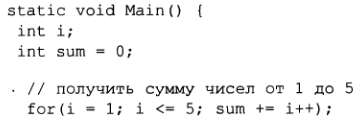 static void Main() {
int i;
int sum = 0;
// получить сумму чисел от 1 до 5
for(i = 1; i <= 5; sum += i++);